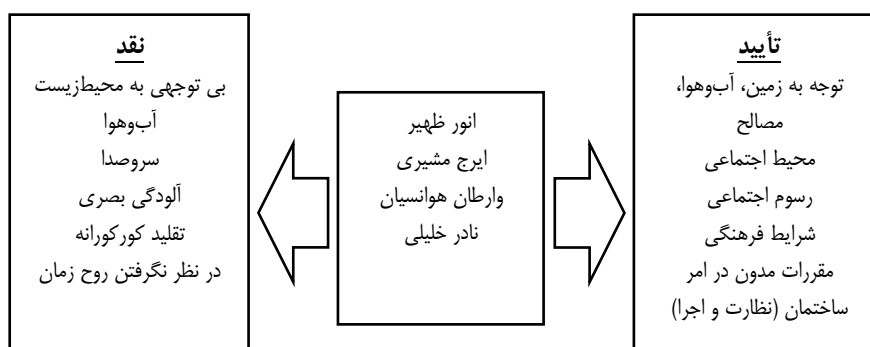 تأیید
توجه به زمین، آب‌وهوا،
مصالح
محیط اجتماعی
رسوم اجتماعی
شرایط فرهنگی
مقررات مدون در امر
ساختمان (نظارت و اجرا)
انور ظهیر
ایرج مشیری
وارطان هوانسیان
نادر خلیلی
نقد
بی توجهی به محیط‌زیست
آب‌وهوا
سروصدا
آلودگی بصری
تقلید کورکورانه
در نظر نگرفتن روح زمان